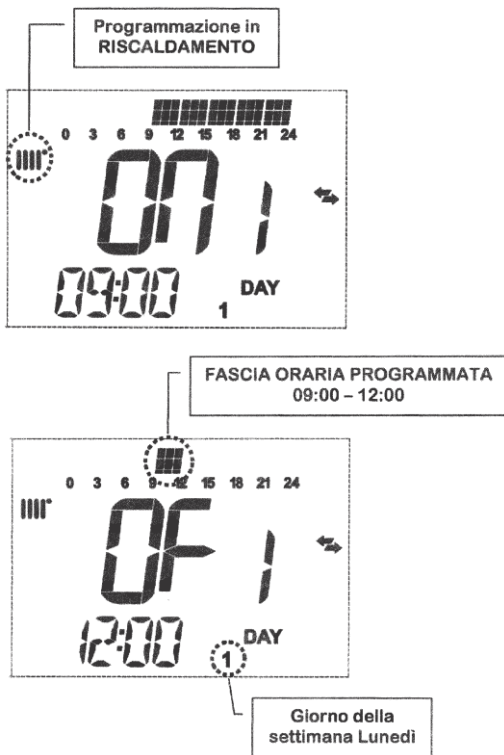 Programmazione in
RISCALDAMENTO
0 3 6 9 12 15 18 21 24
ON 1
09:00 1 DAY
FASCIA ORARIA PROGRAMMATA
09:00 – 12:00
0 3 6 9 12 15 18 21 24
OF 1
12:00 1 DAY
Giorno della
settimana Lunedì